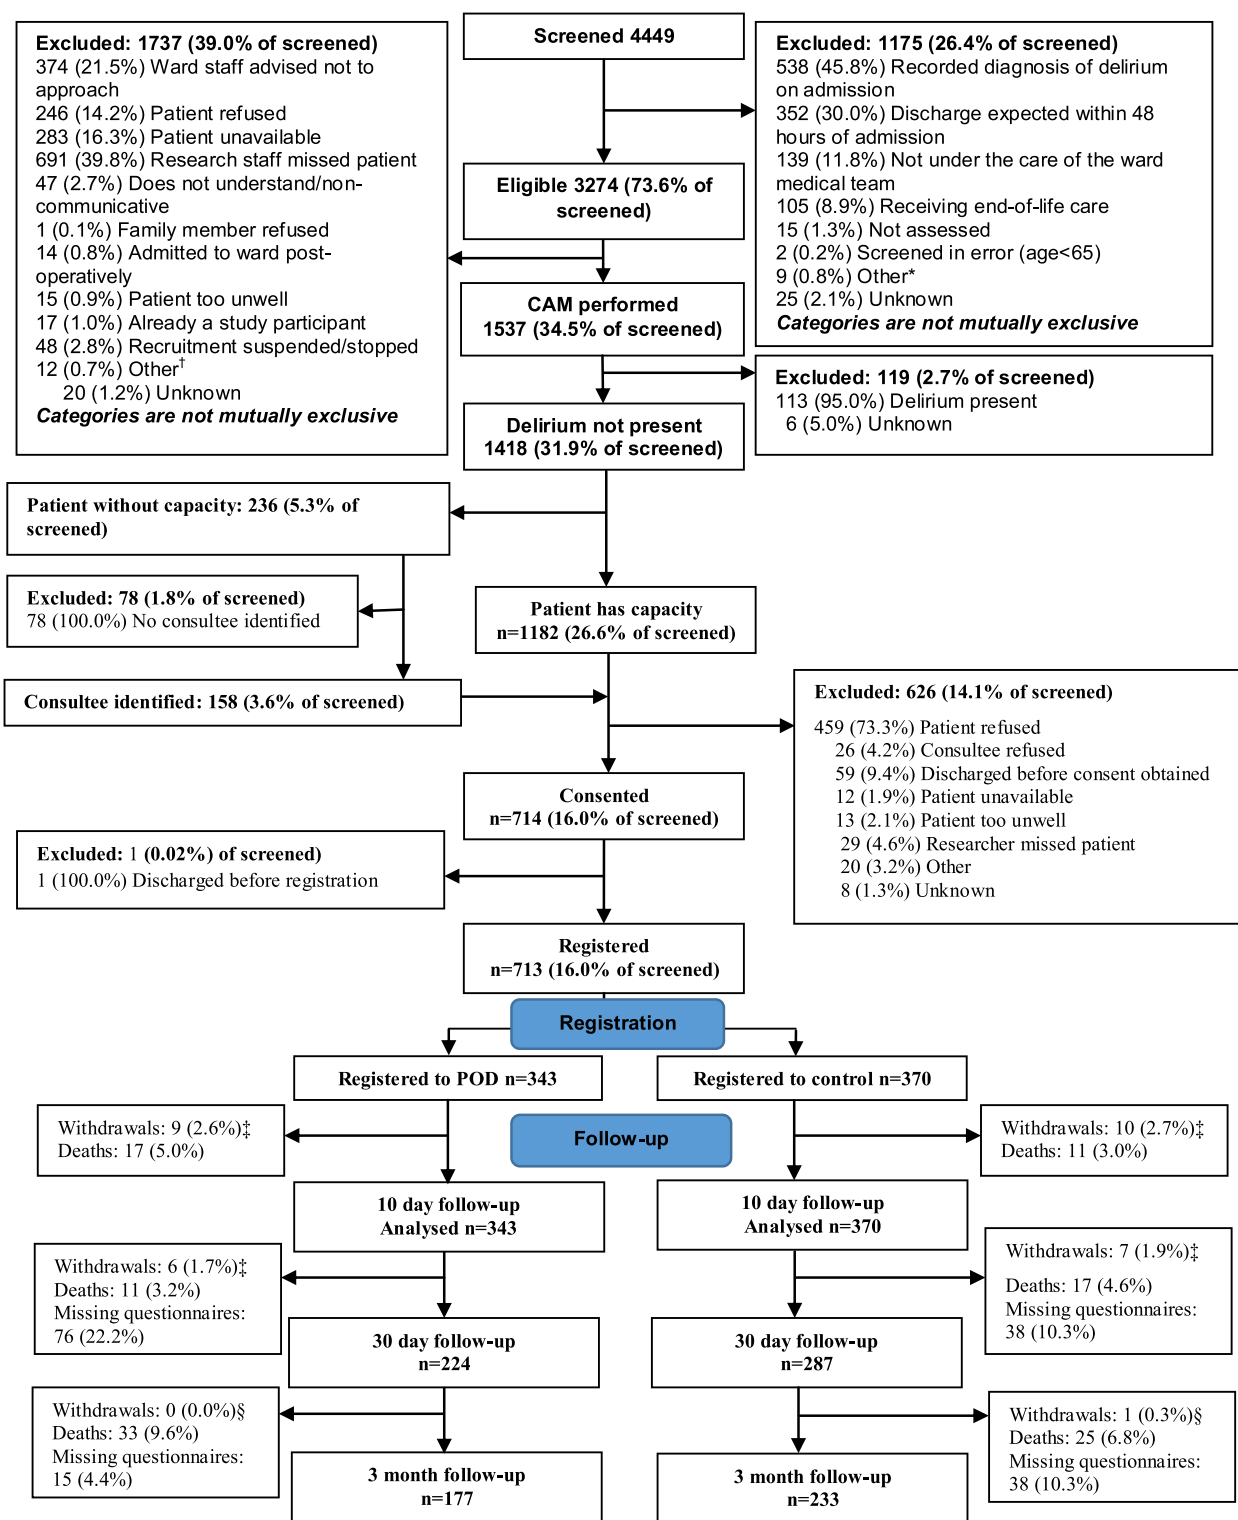 Screened 4449
Excluded: 1737 (39.0% of screened)
374 (21.5%) Ward staff advised not to
approach
246 (14.2%) Patient refused
283 (16.3%) Patient unavailable
691 (39.8%) Research staff missed patient
47 (2.7%) Does not understand/non-
communicative
1 (0.1%) Family member refused
14 (0.8%) Admitted to ward post-
operatively
15 (0.9%) Patient too unwell
17 (1.0%) Already a study participant
48 (2.8%) Recruitment suspended/stopped
12 (0.7%) Other†
20 (1.2%) Unknown
Categories are not mutually exclusive
Excluded: 1175 (26.4% of screened)
538 (45.8%) Recorded diagnosis of delirium
on admission
352 (30.0%) Discharge expected within 48
hours of admission
139 (11.8%) Not under the care of the ward
medical team
105 (8.9%) Receiving end-of-life care
15 (1.3%) Not assessed
2 (0.2%) Screened in error (age<65)
9 (0.8%) Other*
25 (2.1%) Unknown
Categories are not mutually exclusive
Eligible 3274 (73.6% of
screened)
CAM performed
1537 (34.5% of screened)
Excluded: 119 (2.7% of screened)
113 (95.0%) Delirium present
6 (5.0%) Unknown
Delirium not present
1418 (31.9% of screened)
Patient without capacity: 236 (5.3% of
screened)
Excluded: 78 (1.8% of screened)
78 (100.0%) No consultee identified
Patient has capacity
n=1182 (26.6% of screened)
Consultee identified: 158 (3.6% of screened)
Excluded: 626 (14.1% of screened)
459 (73.3%) Patient refused
26 (4.2%) Consultee refused
59 (9.4%) Discharged before consent obtained
12 (1.9%) Patient unavailable
13 (2.1%) Patient too unwell
29 (4.6%) Researcher missed patient
20 (3.2%) Other
8 (1.3%) Unknown
Consented
n=714 (16.0% of screened)
Excluded: 1 (0.02%) of screened)
1 (100.0%) Discharged before registration
Registered
n=713 (16.0% of screened)
Registration
Registered to POD n=343
Registered to control n=370
Withdrawals: 9 (2.6%)‡
Deaths: 17 (5.0%)
Follow-up
Withdrawals: 10 (2.7%)‡
Deaths: 11 (3.0%)
10 day follow-up
Analysed n=343
10 day follow-up
Analysed n=370
Withdrawals: 6 (1.7%)‡
Deaths: 11 (3.2%)
Missing questionnaires:
76 (22.2%)
Withdrawals: 7 (1.9%)‡
Deaths: 17 (4.6%)
Missing questionnaires:
38 (10.3%)
30 day follow-up
n=224
30 day follow-up
n=287
Withdrawals: 0 (0.0%)§
Deaths: 33 (9.6%)
Missing questionnaires:
15 (4.4%)
Withdrawals: 1 (0.3%)§
Deaths: 25 (6.8%)
Missing questionnaires:
38 (10.3%)
3 month follow-up
n=177
3 month follow-up
n=233